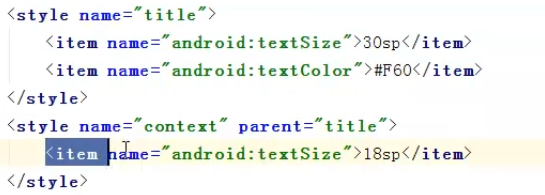 <style name="title">
<item name="android:textSize">30sp</item>
<item name="android:textColor">#F60</item>
</style>
<style name="context" parent="title">
<item name="android:textSize">18sp</item>
</style>